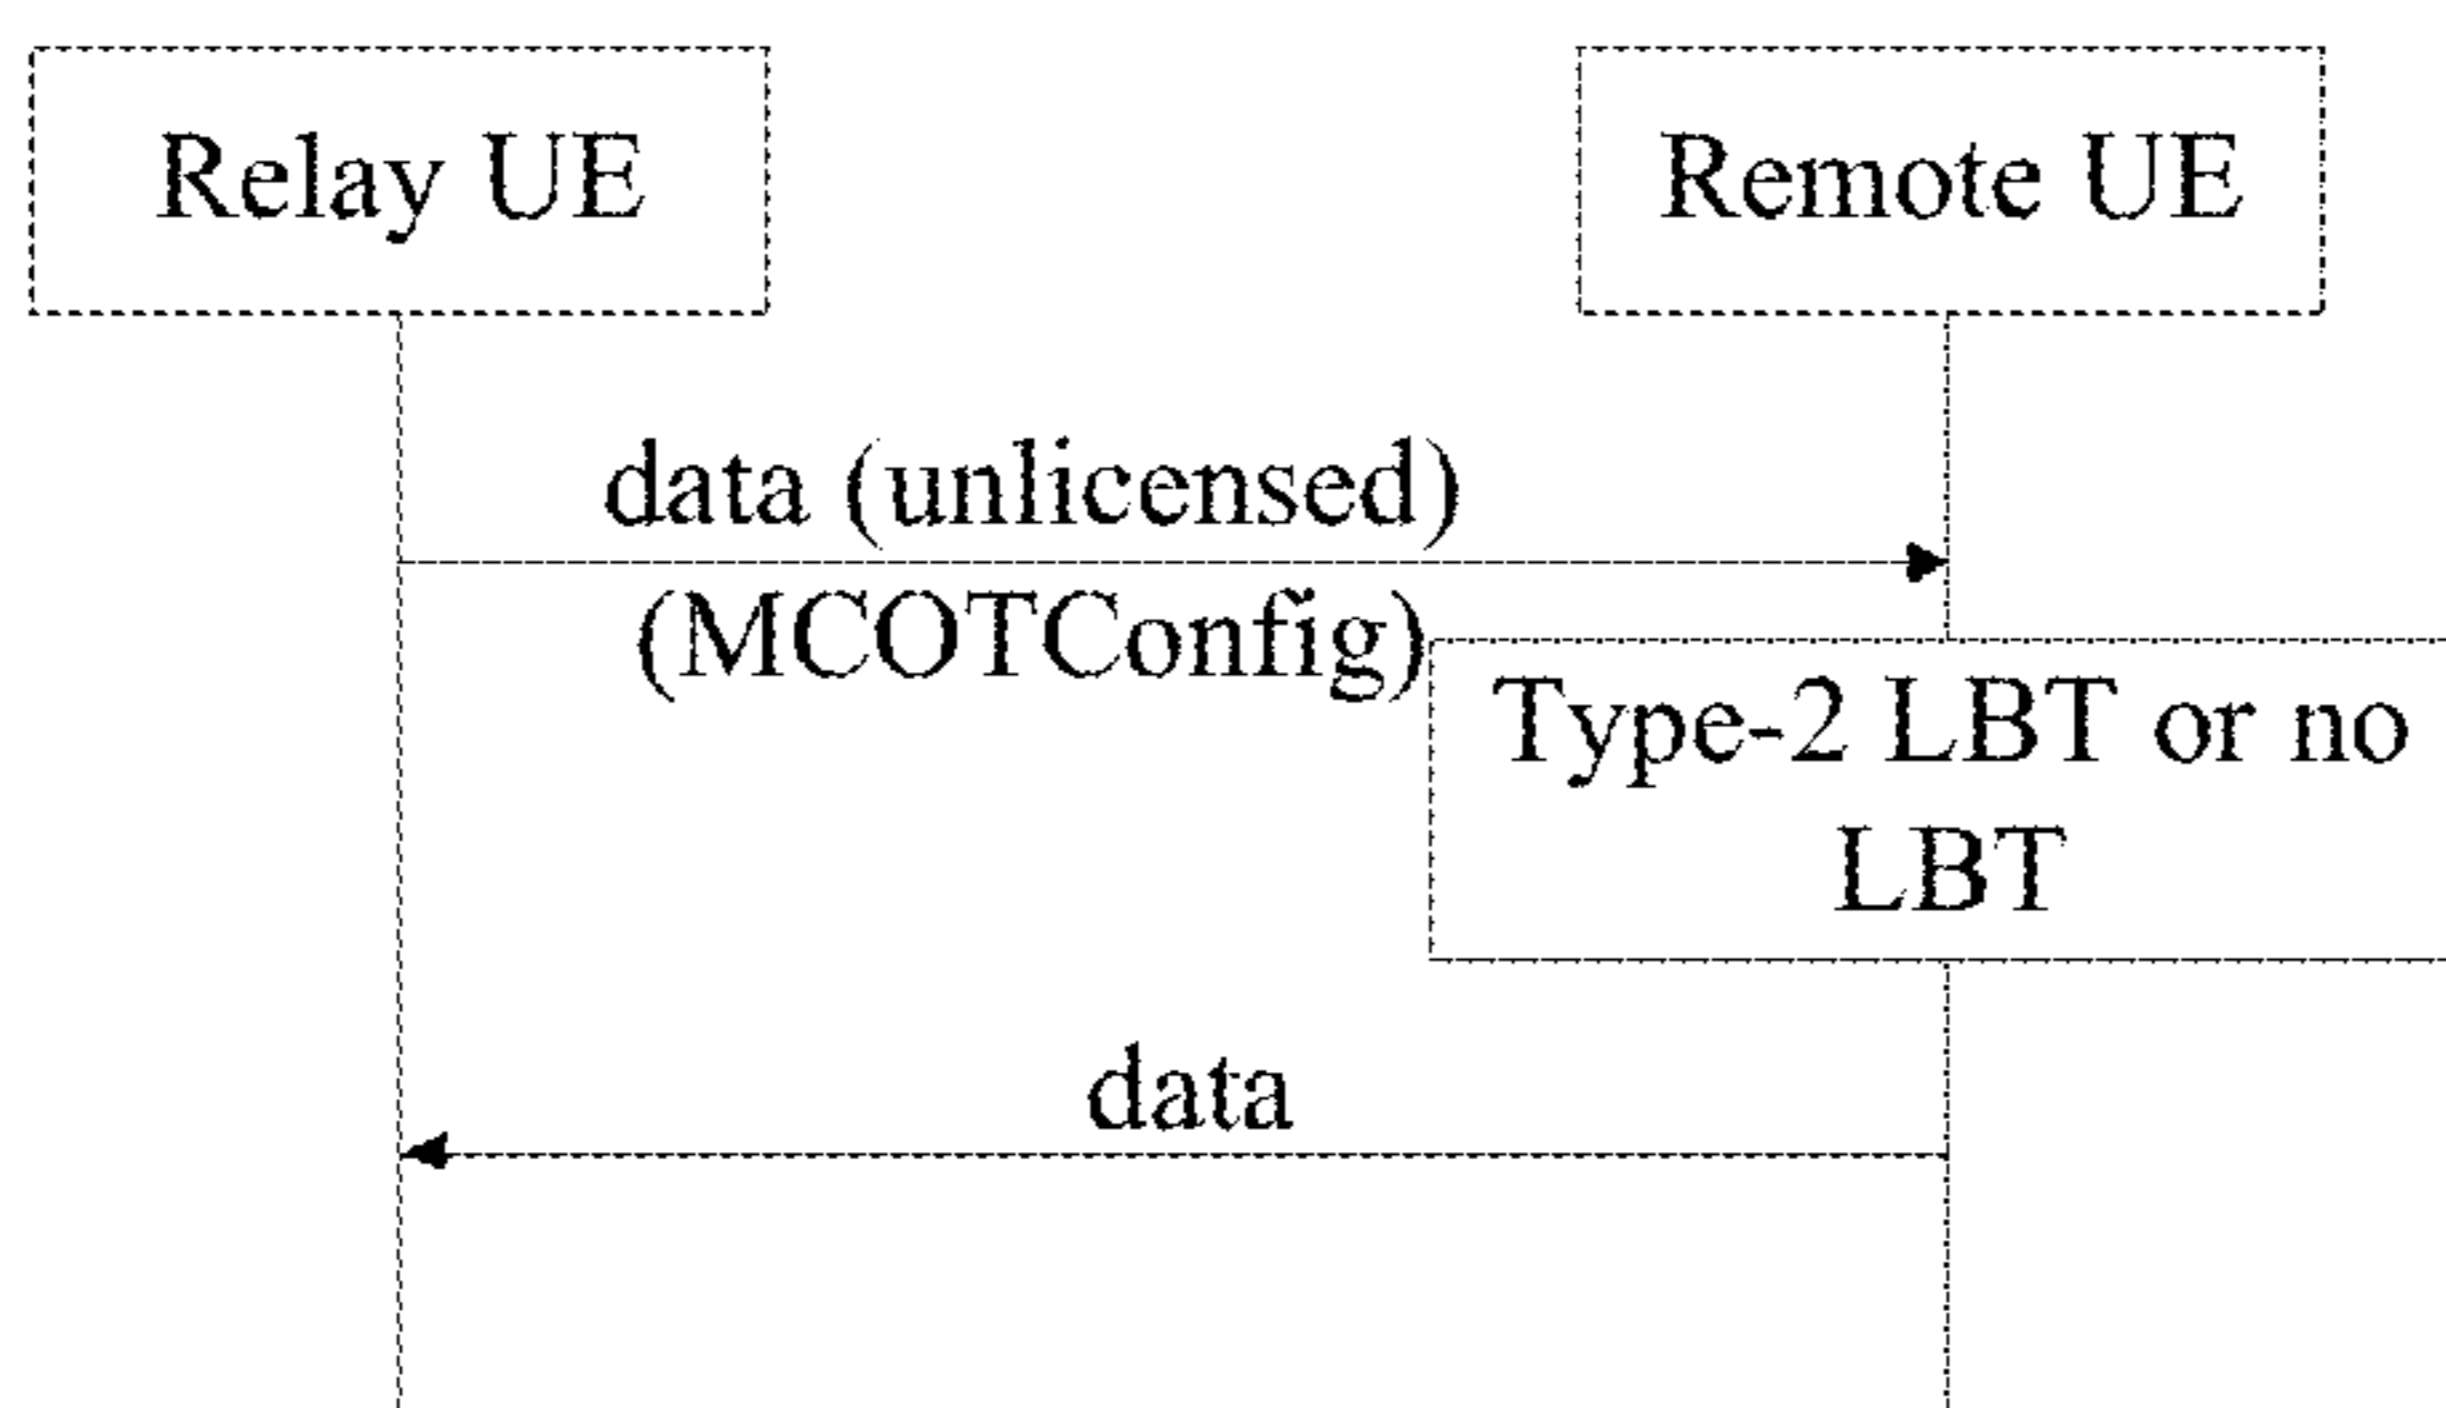 Relay UE
Remote UE
data (unlicensed)
(MCOTConfig)
Type-2 LBT or no
LBT
data